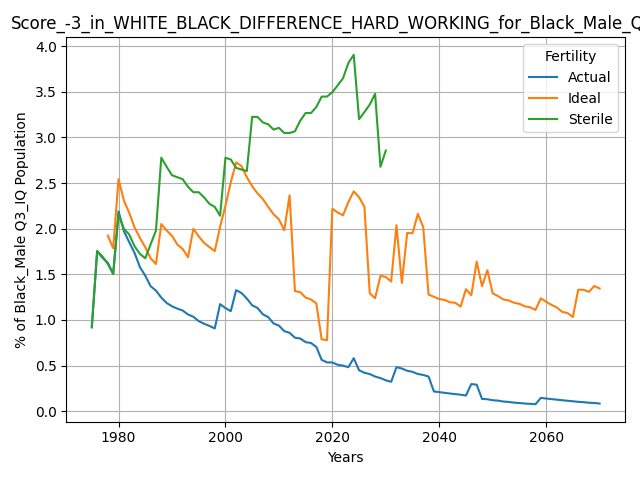 Score_-3_in_WHITE_BLACK_DIFFERENCE_HARD_WORKING_for_Black_Male_Q
Fertility
Actual
Ideal
Sterile
% of Black_Male Q3_IQ Population
4.0
3.5
3.0
2.5
2.0
1.5
1.0
0.5
0.0
1980 2000 2020 2040 2060
Years